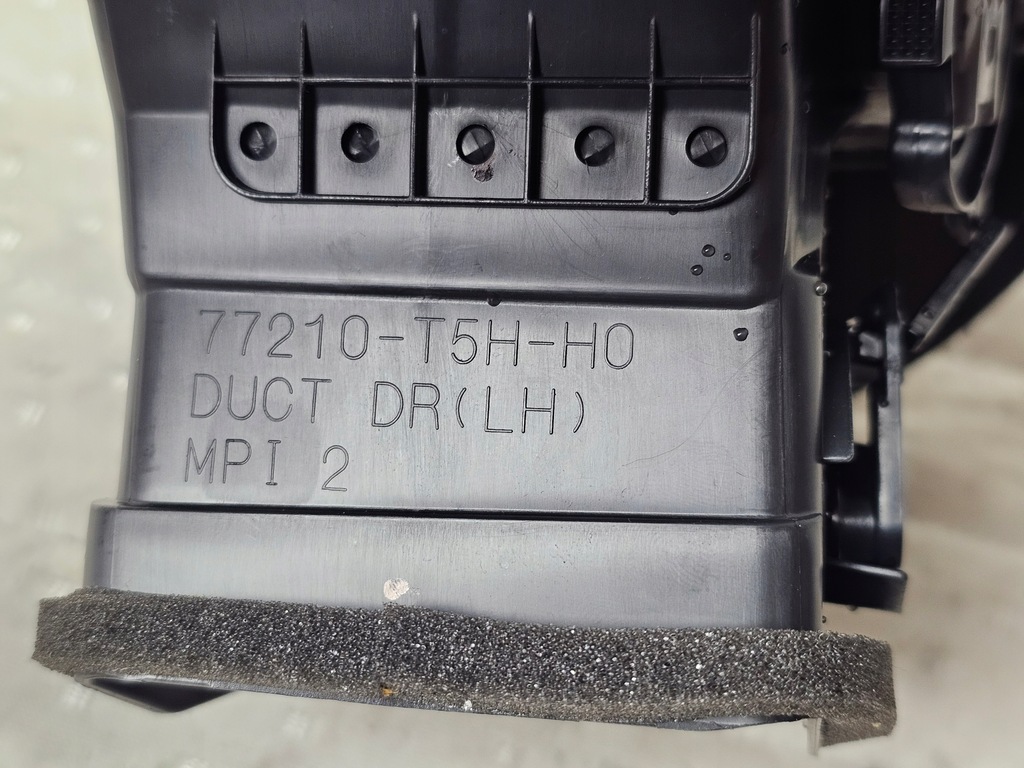 77210-T5H-H0
DUCT DR(LH)
MPI 2